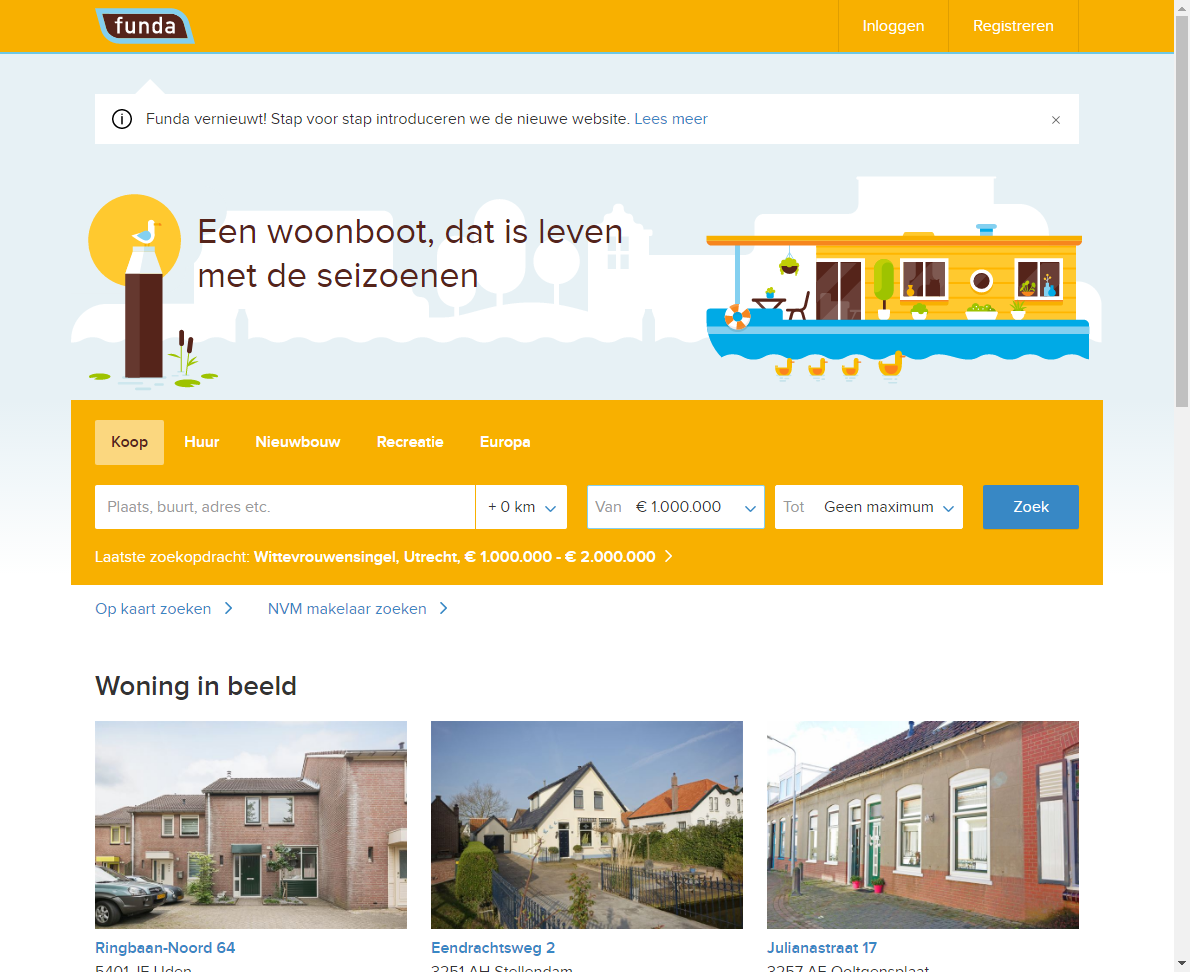 funda
Inloggen
Registreren
Funda vernieuwt! Stap voor stap introduceren we de nieuwe website. Lees meer
Een woonboot, dat is leven
met de seizoenen
Koop Huur Nieuwbouw Recreatie Europa
Plaats, buurt, adres etc. + 0 km Van € 1.000.000 Tot Geen maximum Zoek
Laatste zoekopdracht: Wittevrouwensingel, Utrecht, € 1.000.000 - € 2.000.000
Op kaart zoeken NVM makelaar zoeken
Woning in beeld
Ringbaan-Noord 64 Eendrachtsweg 2 Julianastraat 17
5401 JE Uden 3251 AH Stellendam 3257 AE Ooltgensplaat